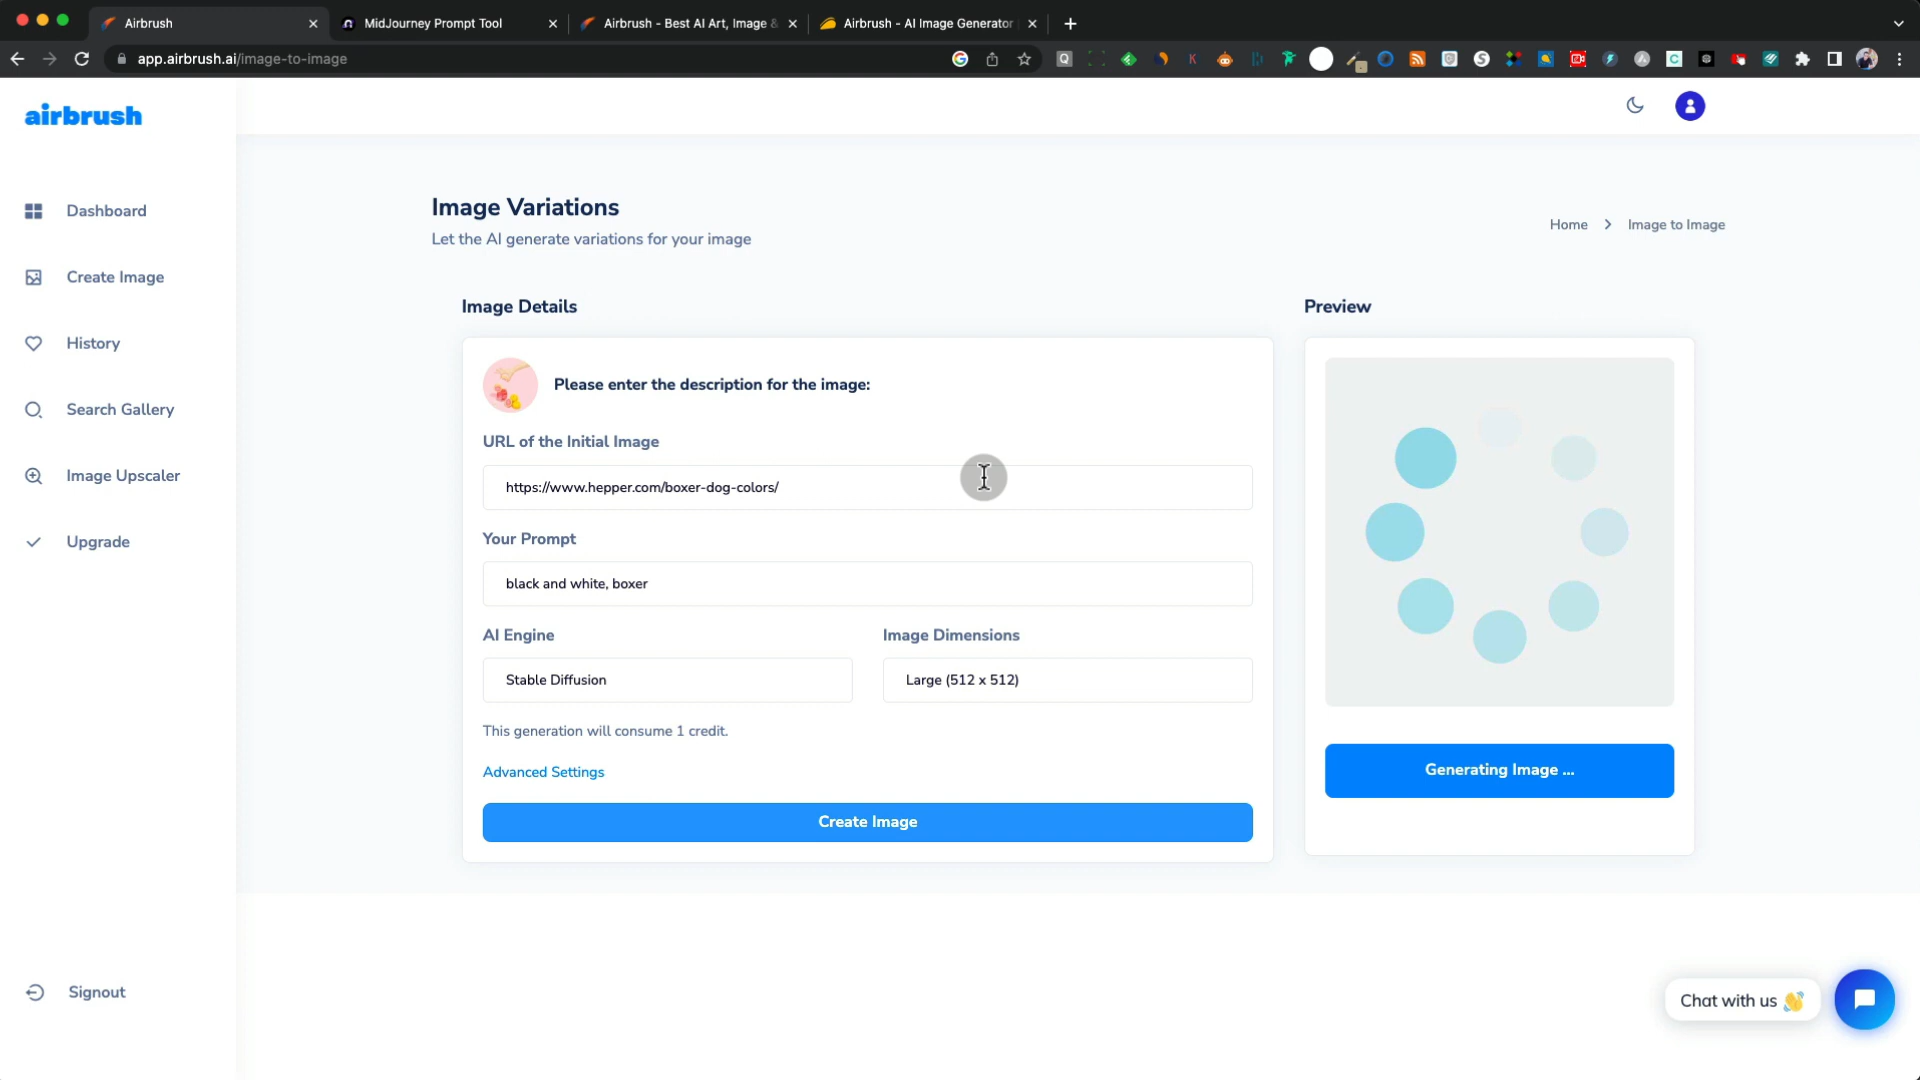 Airbrush
MidJourney Prompt Tool
Airbrush - Best AI Art, Image &
Airbrush - AI Image Generator
app.airbrush.ai/image-to-image
airbrush
Dashboard
Create Image
History
Search Gallery
Image Upscaler
Upgrade
Signout
Image Variations
Let the AI generate variations for your image
Home > Image to Image
Image Details
Please enter the description for the image:
URL of the Initial Image
https://www.hepper.com/boxer-dog-colors/
Your Prompt
black and white, boxer
AI Engine
Image Dimensions
Stable Diffusion
Large (512 x 512)
This generation will consume 1 credit.
Advanced Settings
Create Image
Preview
Generating Image ...
Chat with us 👋